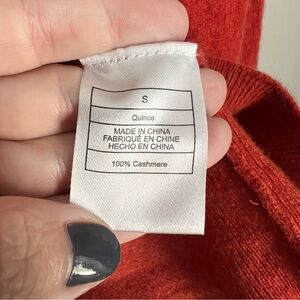 S
Quince
MADE IN CHINA
FABRIQUÉ EN CHINE
HECHO EN CHINA
100% Cashmere